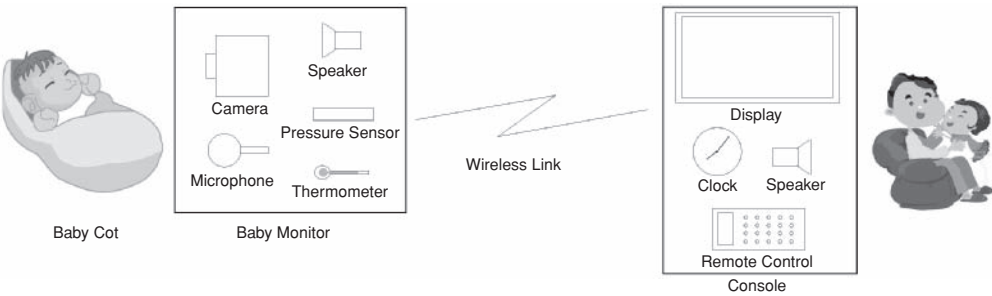 Camera
Speaker
Pressure Sensor
Microphone
Thermometer
Baby Cot
Baby Monitor
Wireless Link
Display
Clock
Speaker
Remote Control
Console